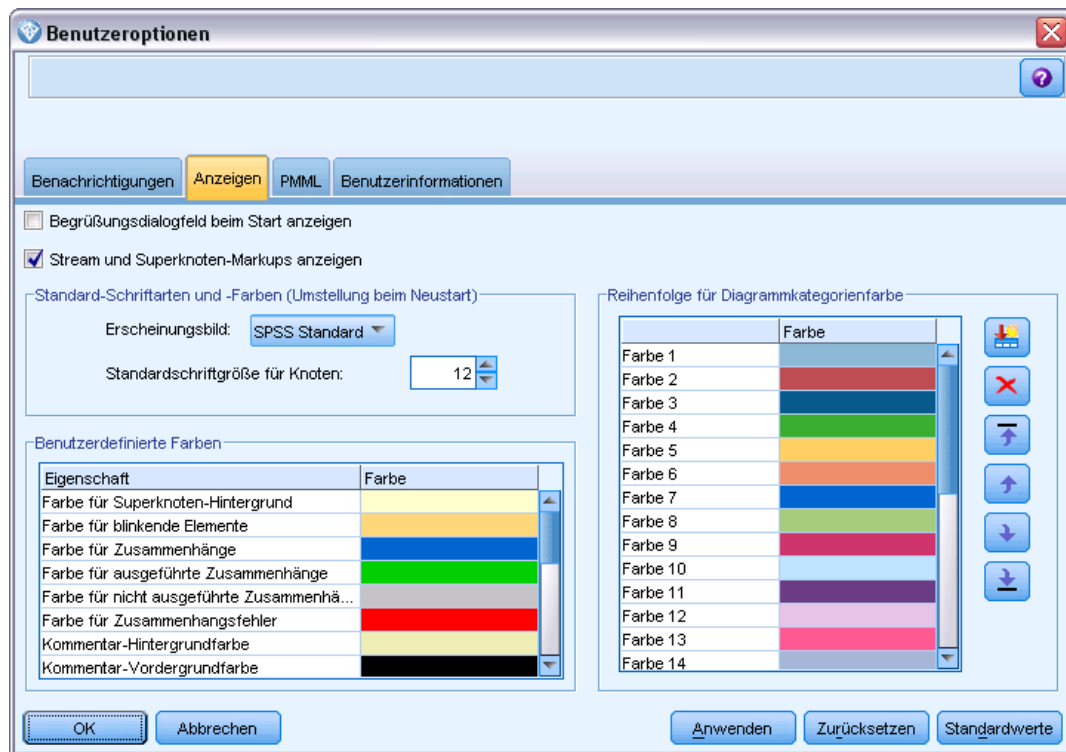 Benutzeroptionen
Benachrichtigungen Anzeigen PMML Benutzerinformationen
Begrüßungsdialogfeld beim Start anzeigen
Stream und Superknoten-Markups anzeigen
Standard-Schriftarten und -Farben (Umstellung beim Neustart)
Erscheinungsbild: SPSS Standard
Standardschriftgröße für Knoten: 12
Benutzerdefinierte Farben
Eigenschaft Farbe
Farbe für Superknoten-Hintergrund
Farbe für blinkende Elemente
Farbe für Zusammenhänge
Farbe für ausgeführte Zusammenhänge
Farbe für nicht ausgeführte Zusammenhä...
Farbe für Zusammenhangsfehler
Kommentar-Hintergrundfarbe
Kommentar-Vordergrundfarbe
Reihenfolge für Diagrammkategorienfarbe
Farbe
Farbe 1
Farbe 2
Farbe 3
Farbe 4
Farbe 5
Farbe 6
Farbe 7
Farbe 8
Farbe 9
Farbe 10
Farbe 11
Farbe 12
Farbe 13
Farbe 14
OK Abbrechen Anwenden Zurücksetzen Standardwerte